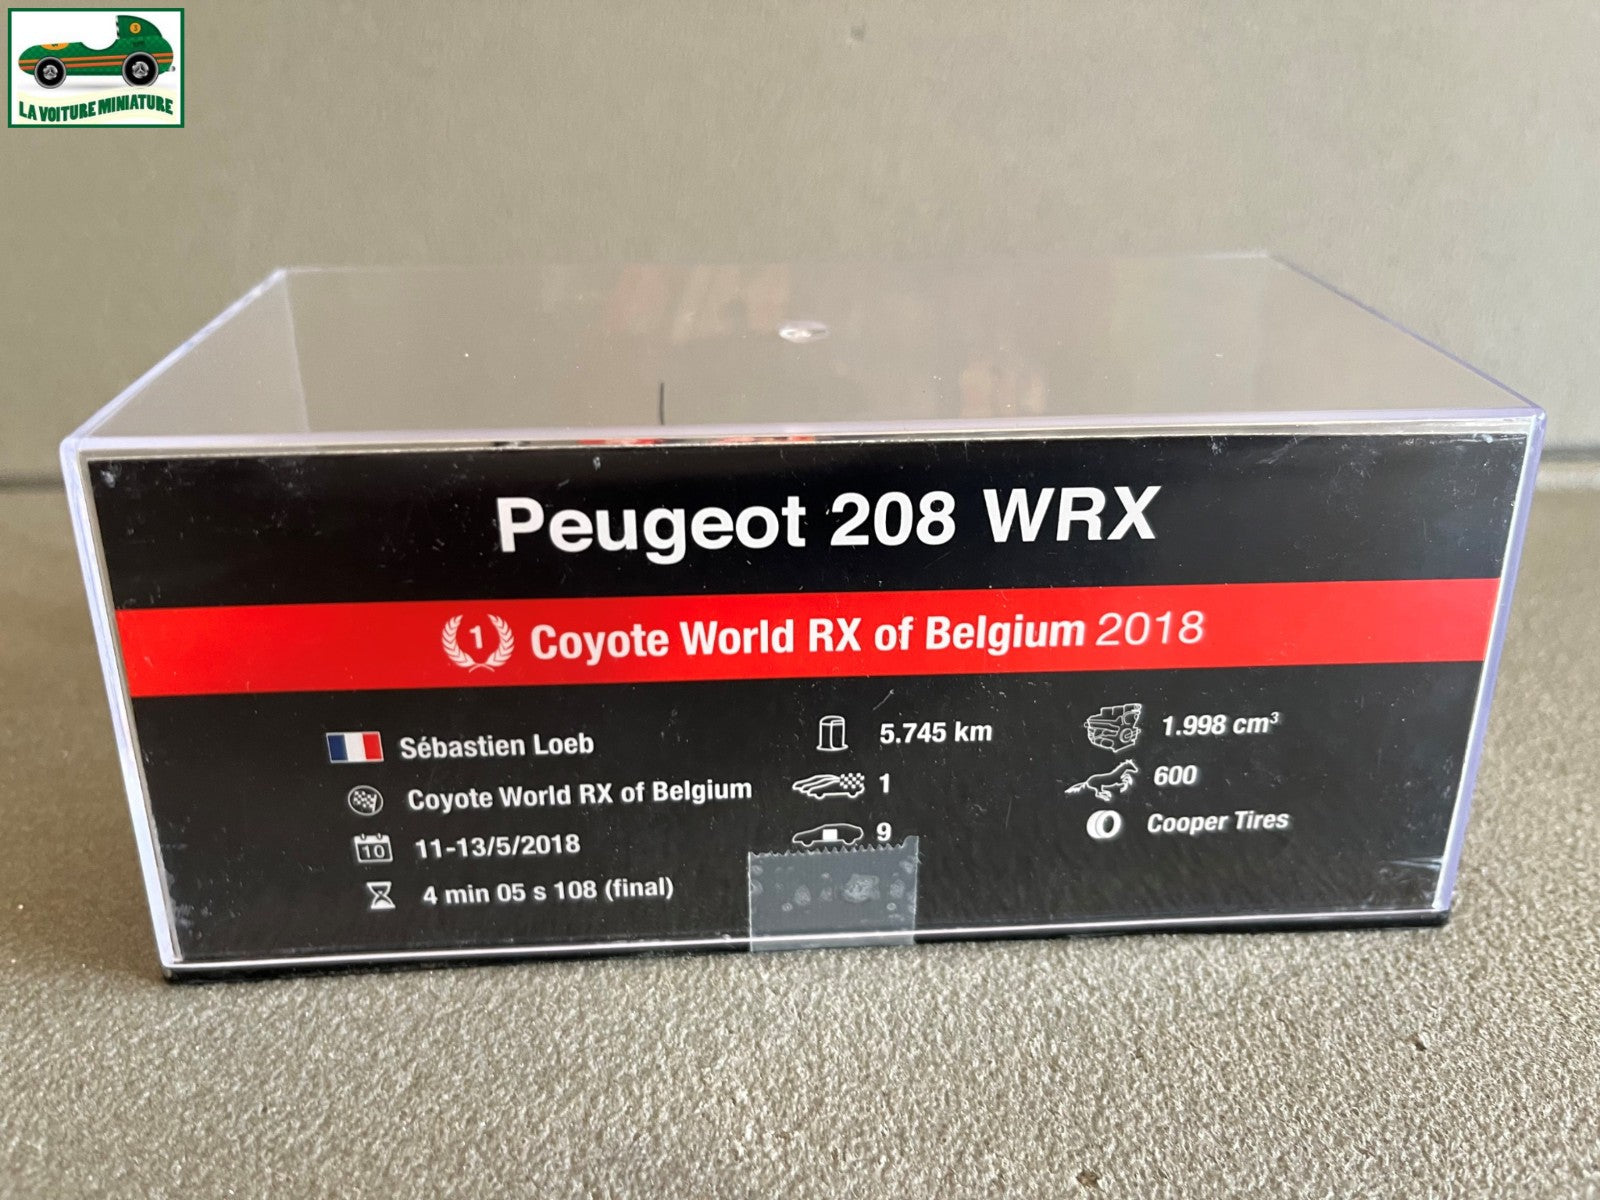 LA VOITURE MINIATURE
Peugeot 208 WRX
1 Coyote World RX of Belgium 2018
Sébastien Loeb
Coyote World RX of Belgium
10 11-13/5/2018
4 min 05 s 108 (final)
5.745 km
1
9
1.998 cm³
600
Cooper Tires